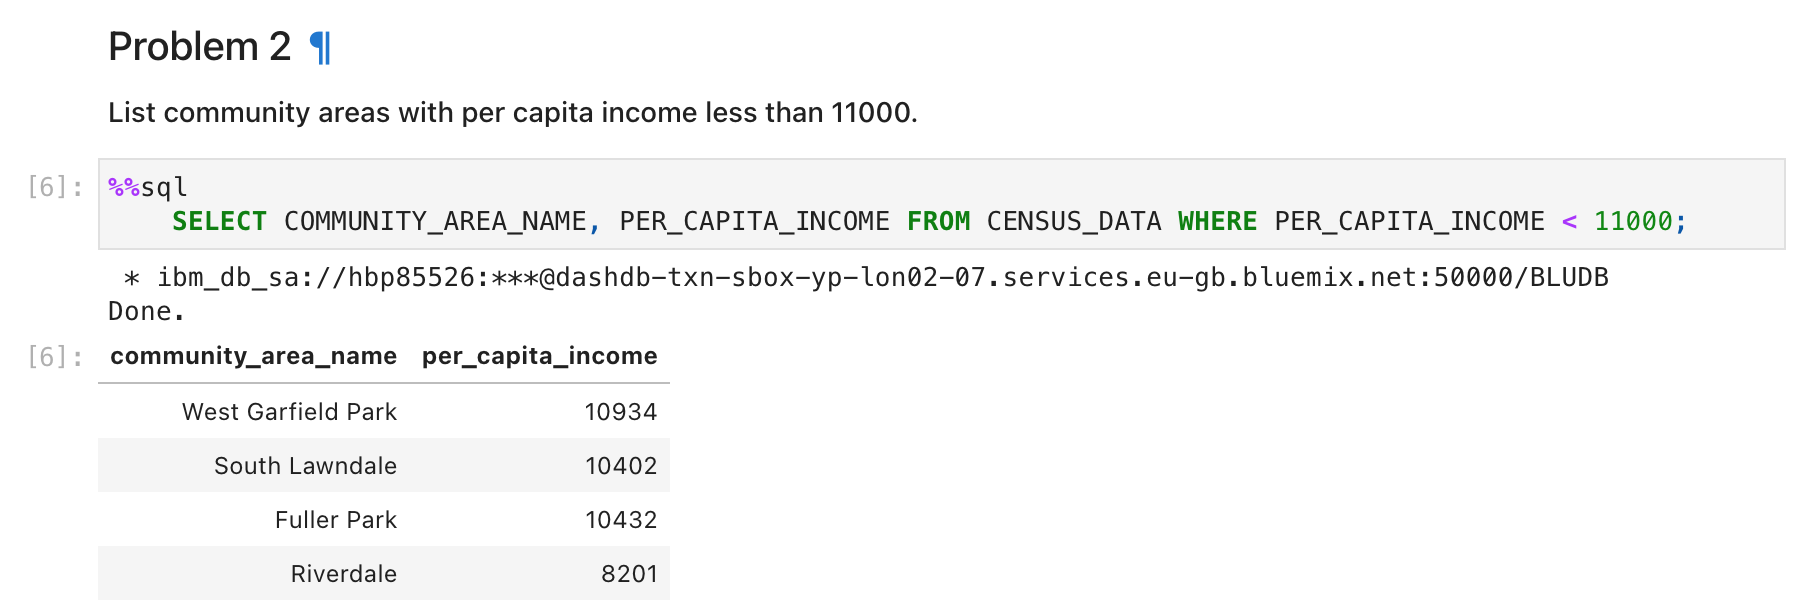 Problem 2 ¶
List community areas with per capita income less than 11000.
[6]: %%sql
SELECT COMMUNITY_AREA_NAME, PER_CAPITA_INCOME FROM CENSUS_DATA WHERE PER_CAPITA_INCOME < 11000;
* ibm_db_sa://hbp85526:***@dashdb-txn-sbox-yp-lon02-07.services.eu-gb.bluemix.net:50000/BLUDB
Done.
[6]: community_area_name per_capita_income
West Garfield Park 10934
South Lawndale 10402
Fuller Park 10432
Riverdale 8201